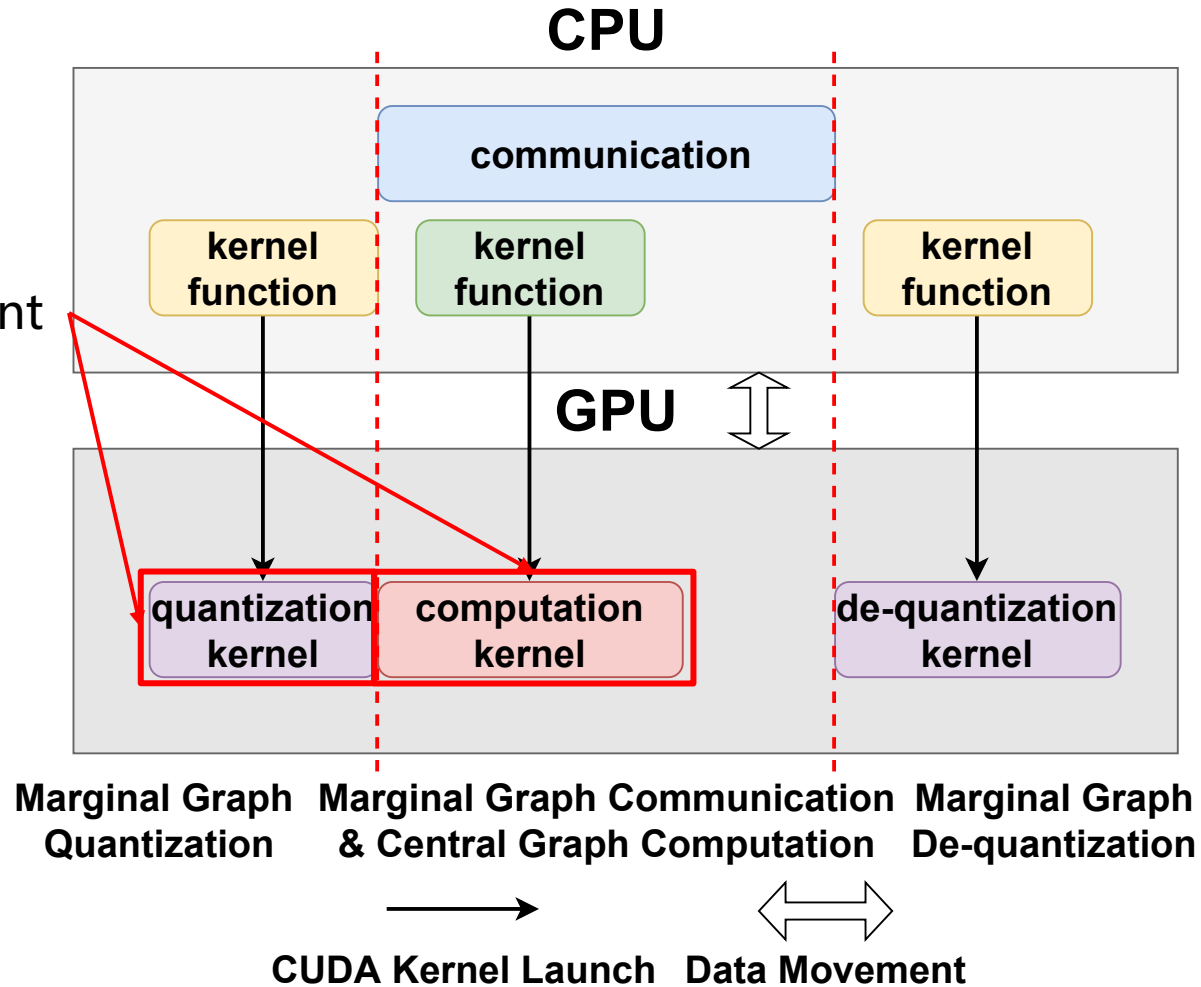 CPU
communication
kernel
function
kernel
function
kernel
function
nt
GPU
quantization
kernel
computation
kernel
de-quantization
kernel
Marginal Graph
Quantization
Marginal Graph Communication
& Central Graph Computation
Marginal Graph
De-quantization
CUDA Kernel Launch
Data Movement